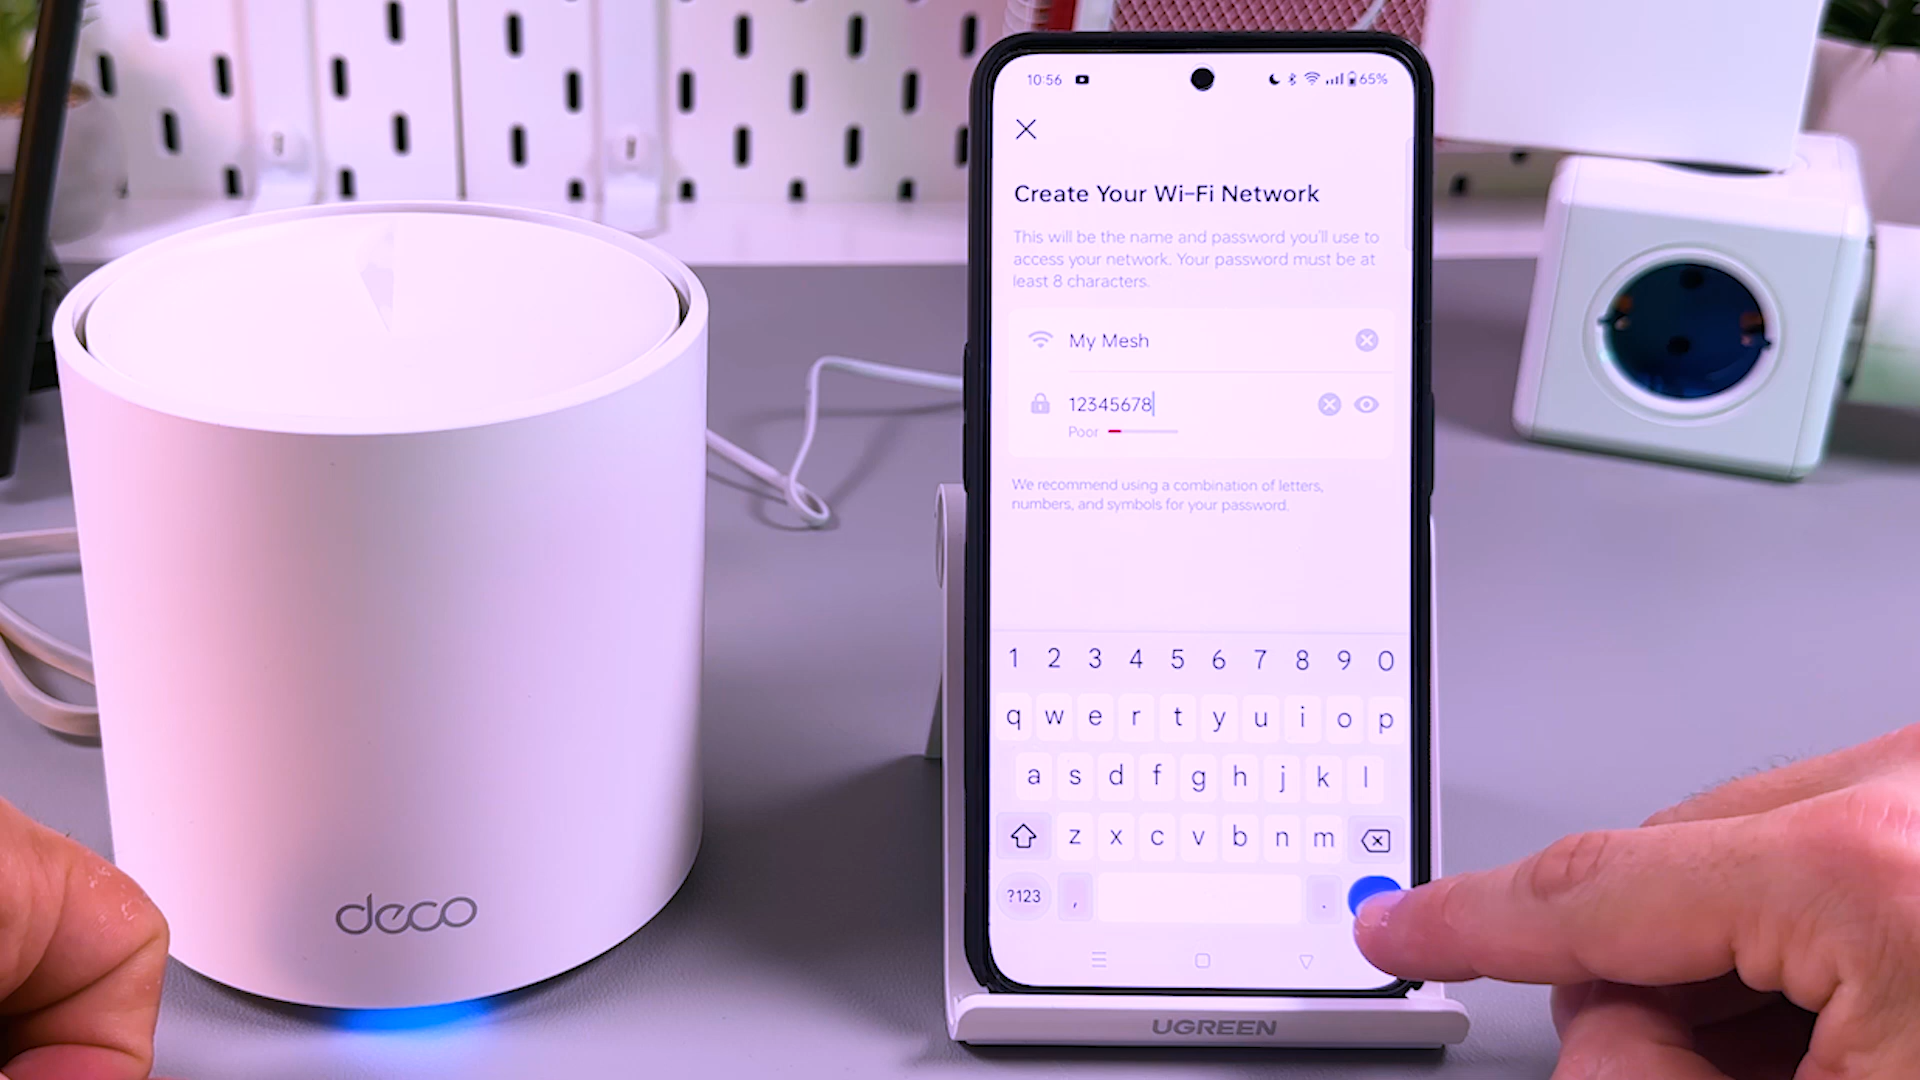 10:56
65%
Create Your Wi-Fi Network
This will be the name and password you'll use to
access your network. Your password must be at
least 8 characters.
My Mesh
12345678
Poor
We recommend using a combination of letters,
numbers, and symbols for your password.
1 2 3 4 5 6 7 8 9 0
q w e r t y u i o p
a s d f g h j k l
z x c v b n m
?123 , .
deco
UGREEN